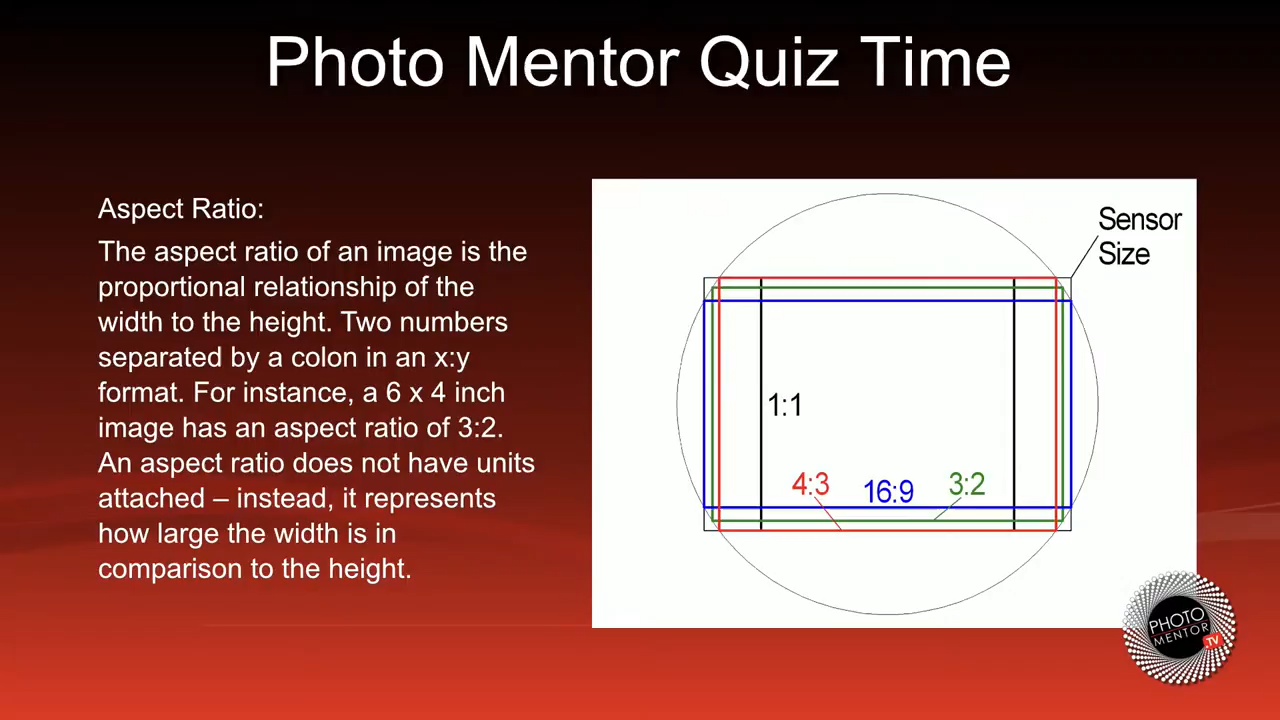 Photo Mentor Quiz Time
Aspect Ratio:
The aspect ratio of an image is the
proportional relationship of the
width to the height. Two numbers
separated by a colon in an x:y
format. For instance, a 6 x 4 inch
image has an aspect ratio of 3:2.
An aspect ratio does not have units
attached – instead, it represents
how large the width is in
comparison to the height.
Sensor
Size
1:1
4:3
16:9
3:2
PHOTO
MENTOR
TV